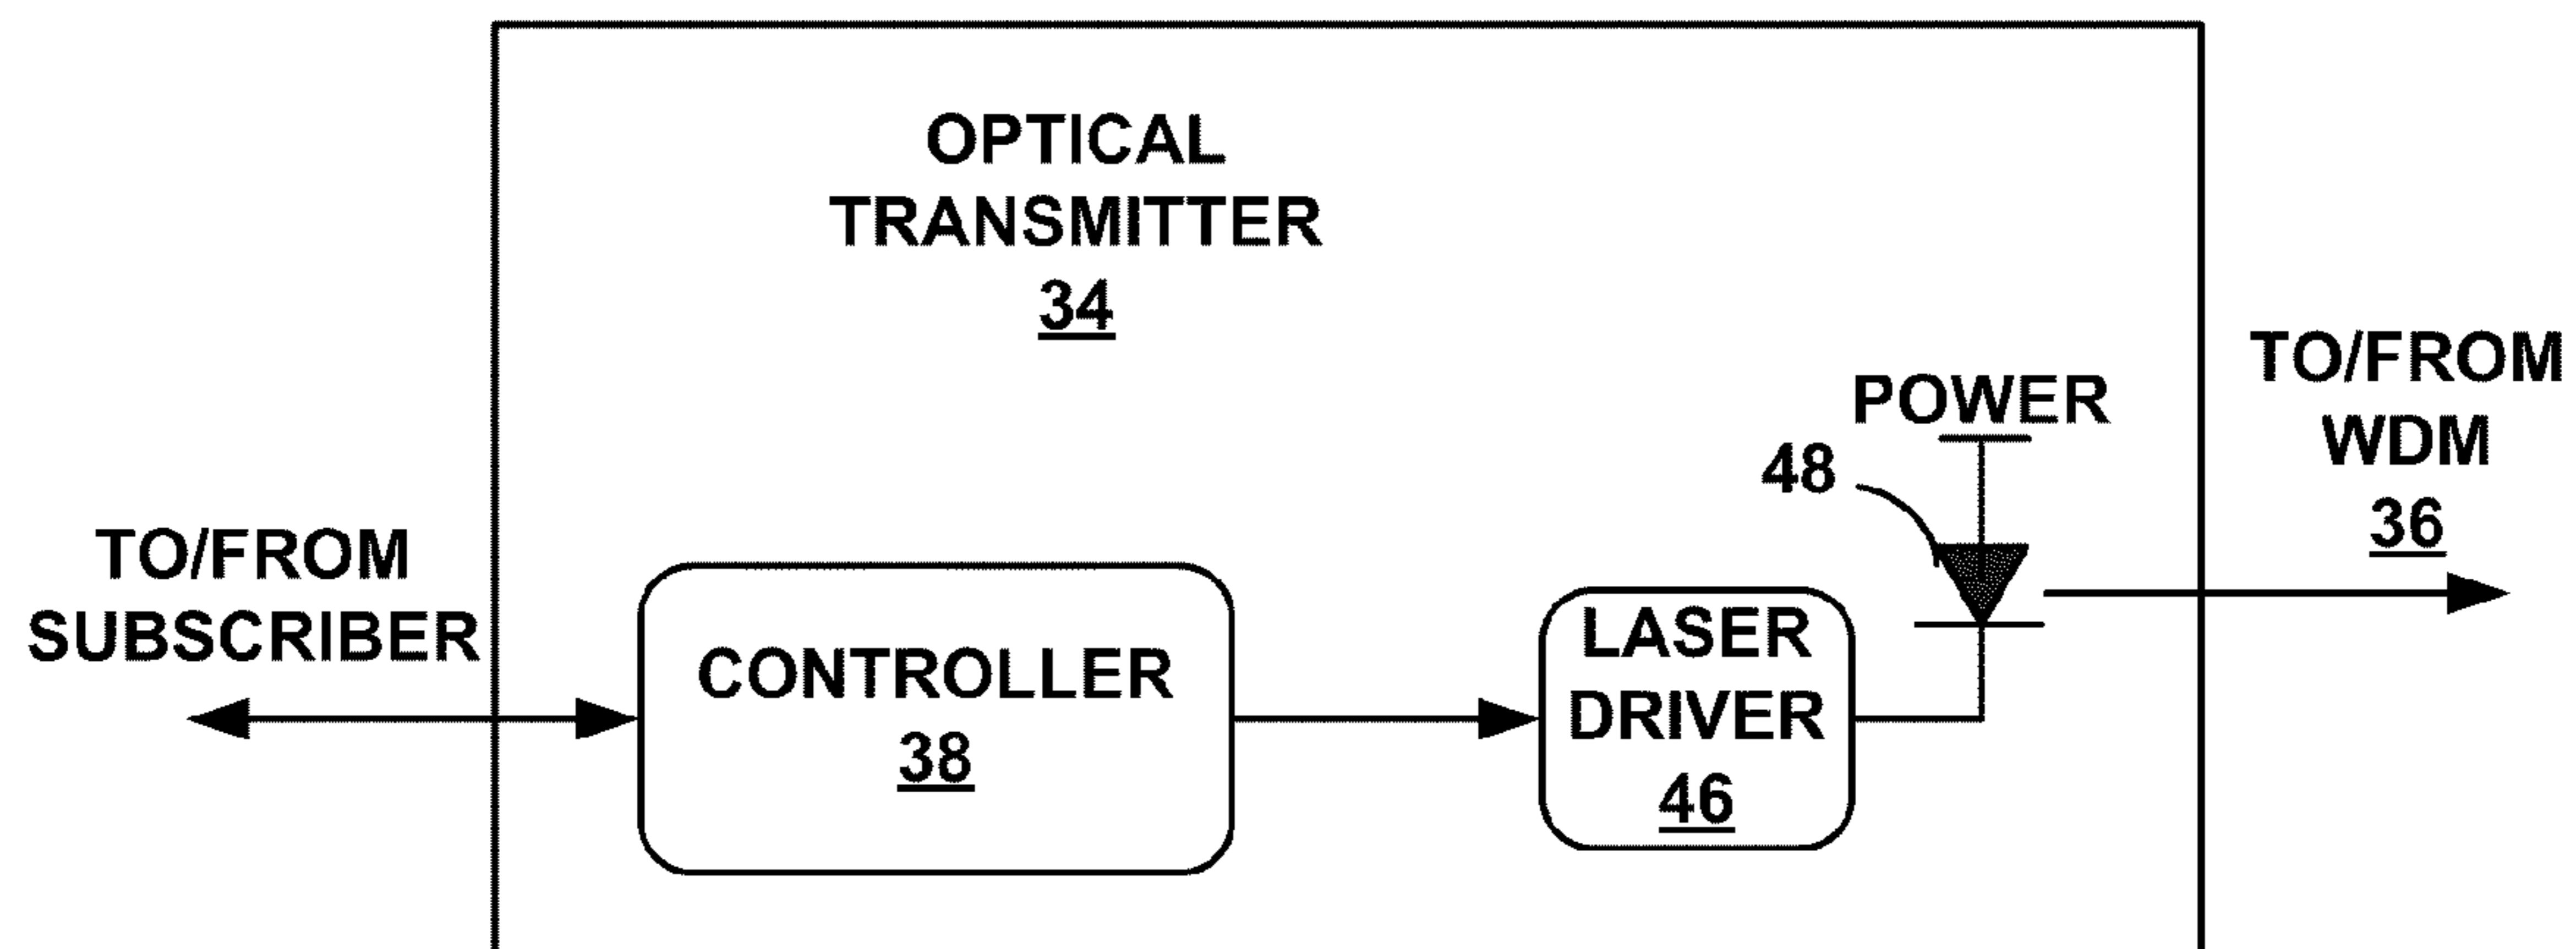 OPTICAL
TRANSMITTER
34
TO/FROM
WDM
36
POWER
48
TO/FROM
SUBSCRIBER
CONTROLLER
38
LASER
DRIVER
46